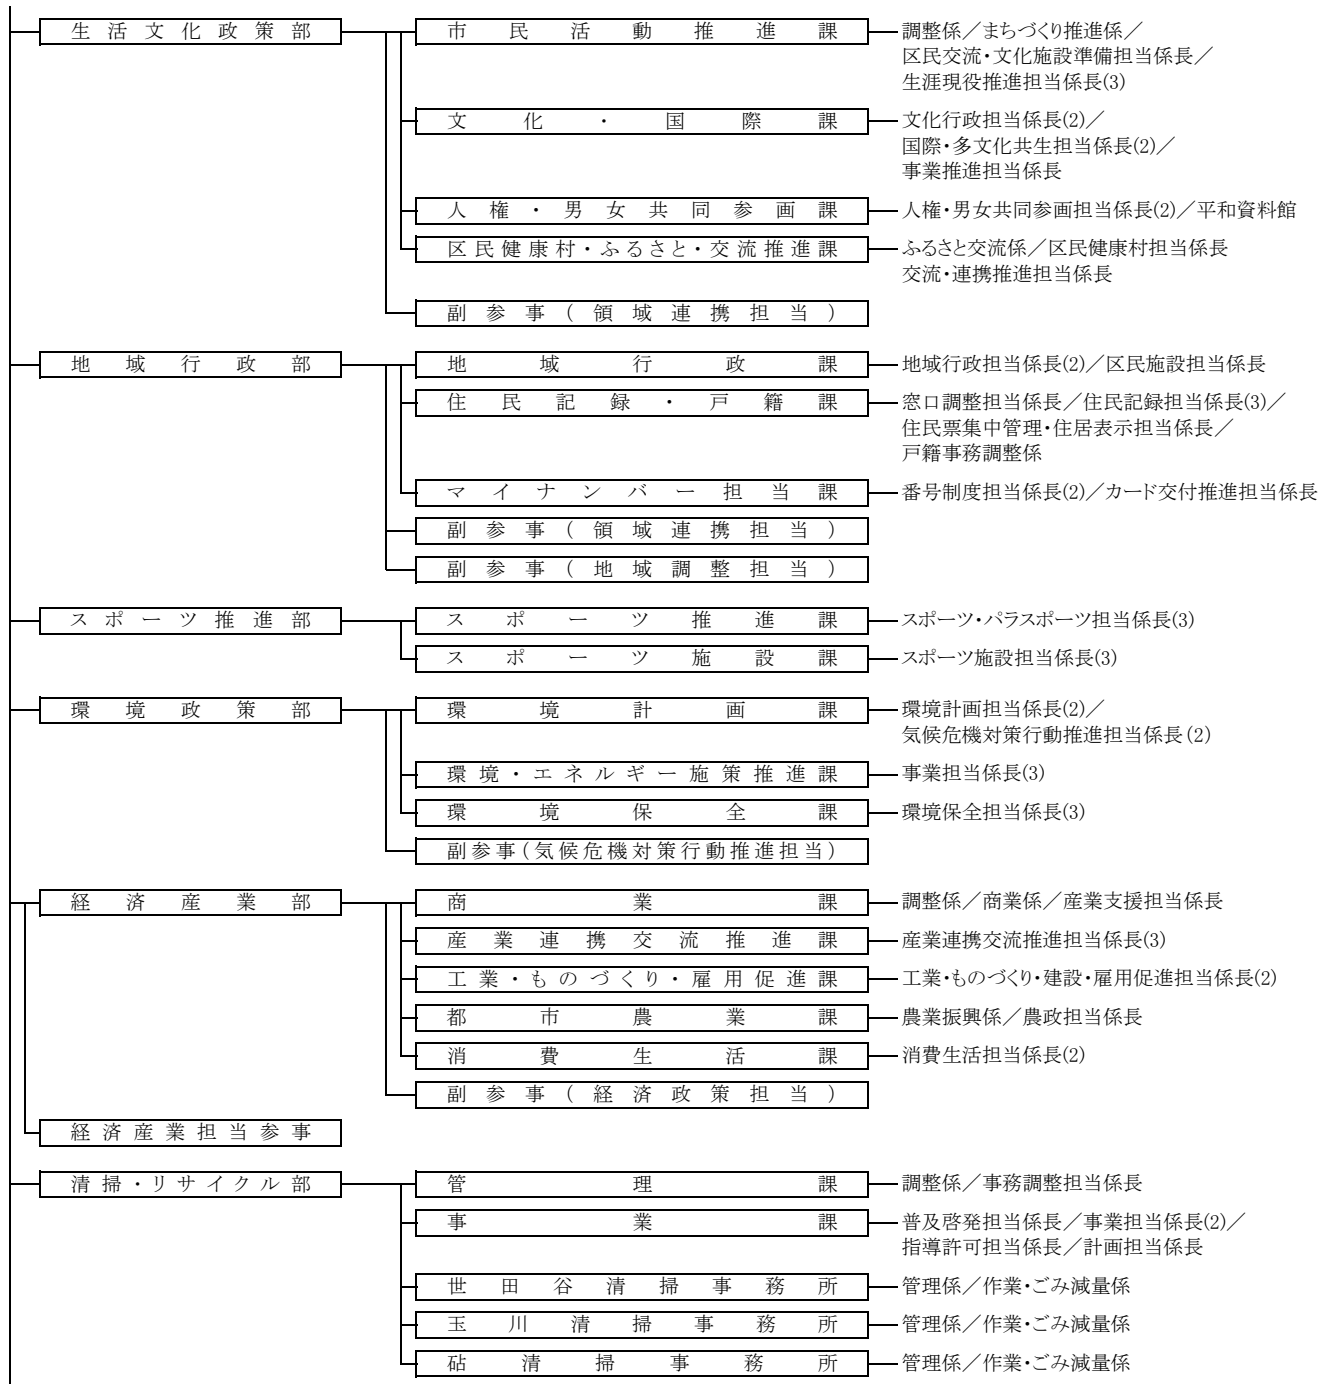 生活文化政策部
市民活動推進課
調整係／まちづくり推進係／
区民交流・文化施設準備担当係長／
生涯現役推進担当係長(3)
文化・国際課
文化行政担当係長(2)／
国際・多文化共生担当係長(2)／
事業推進担当係長
人権・男女共同参画課
人権・男女共同参画担当係長(2)／平和資料館
区民健康村・ふるさと・交流推進課
ふるさと交流係／区民健康村担当係長
交流・連携推進担当係長
副参事(領域連携担当)
地域行政部
地域行政課
地域行政担当係長(2)／区民施設担当係長
住民記録・戸籍課
窓口調整担当係長／住民記録担当係長(3)／
住民票集中管理・住居表示担当係長／
戸籍事務調整係
マイナンバー担当課
番号制度担当係長(2)／カード交付推進担当係長
副参事(領域連携担当)
副参事(地域調整担当)
スポーツ推進部
スポーツ推進課
スポーツ・パラスポーツ担当係長(3)
スポーツ施設課
スポーツ施設担当係長(3)
環境政策部
環境計画課
環境計画担当係長(2)／
気候危機対策行動推進担当係長(2)
環境・エネルギー施策推進課
事業担当係長(3)
環境保全課
環境保全担当係長(3)
副参事(気候危機対策行動推進担当)
経済産業部
商業課
調整係／商業係／産業支援担当係長
産業連携交流推進課
産業連携交流推進担当係長(3)
工業・ものづくり・雇用促進課
工業・ものづくり・建設・雇用促進担当係長(2)
都市農業課
農業振興係／農政担当係長
消費生活課
消費生活担当係長(2)
副参事(経済政策担当)
経済産業担当参事
清掃・リサイクル部
管理課
調整係／事務調整担当係長
事業課
普及啓発担当係長／事業担当係長(2)／
指導許可担当係長／計画担当係長
世田谷清掃事務所
管理係／作業・ごみ減量係
玉川清掃事務所
管理係／作業・ごみ減量係
砧清掃事務所
管理係／作業・ごみ減量係